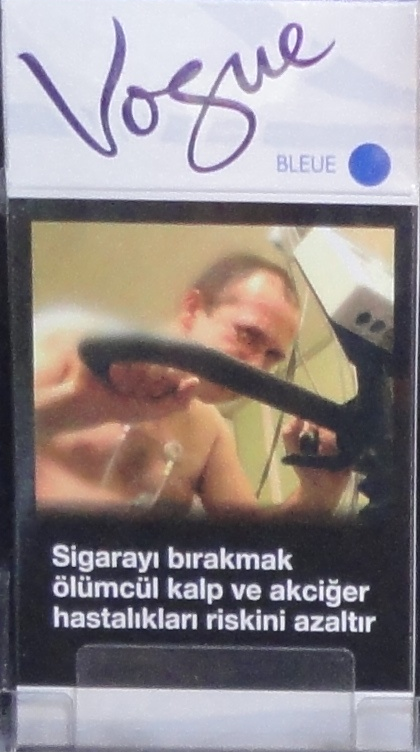 Vogue
BLEUE
Sigarayı bırakmak
ölümcül kalp ve akciğer
hastalıkları riskini azaltır